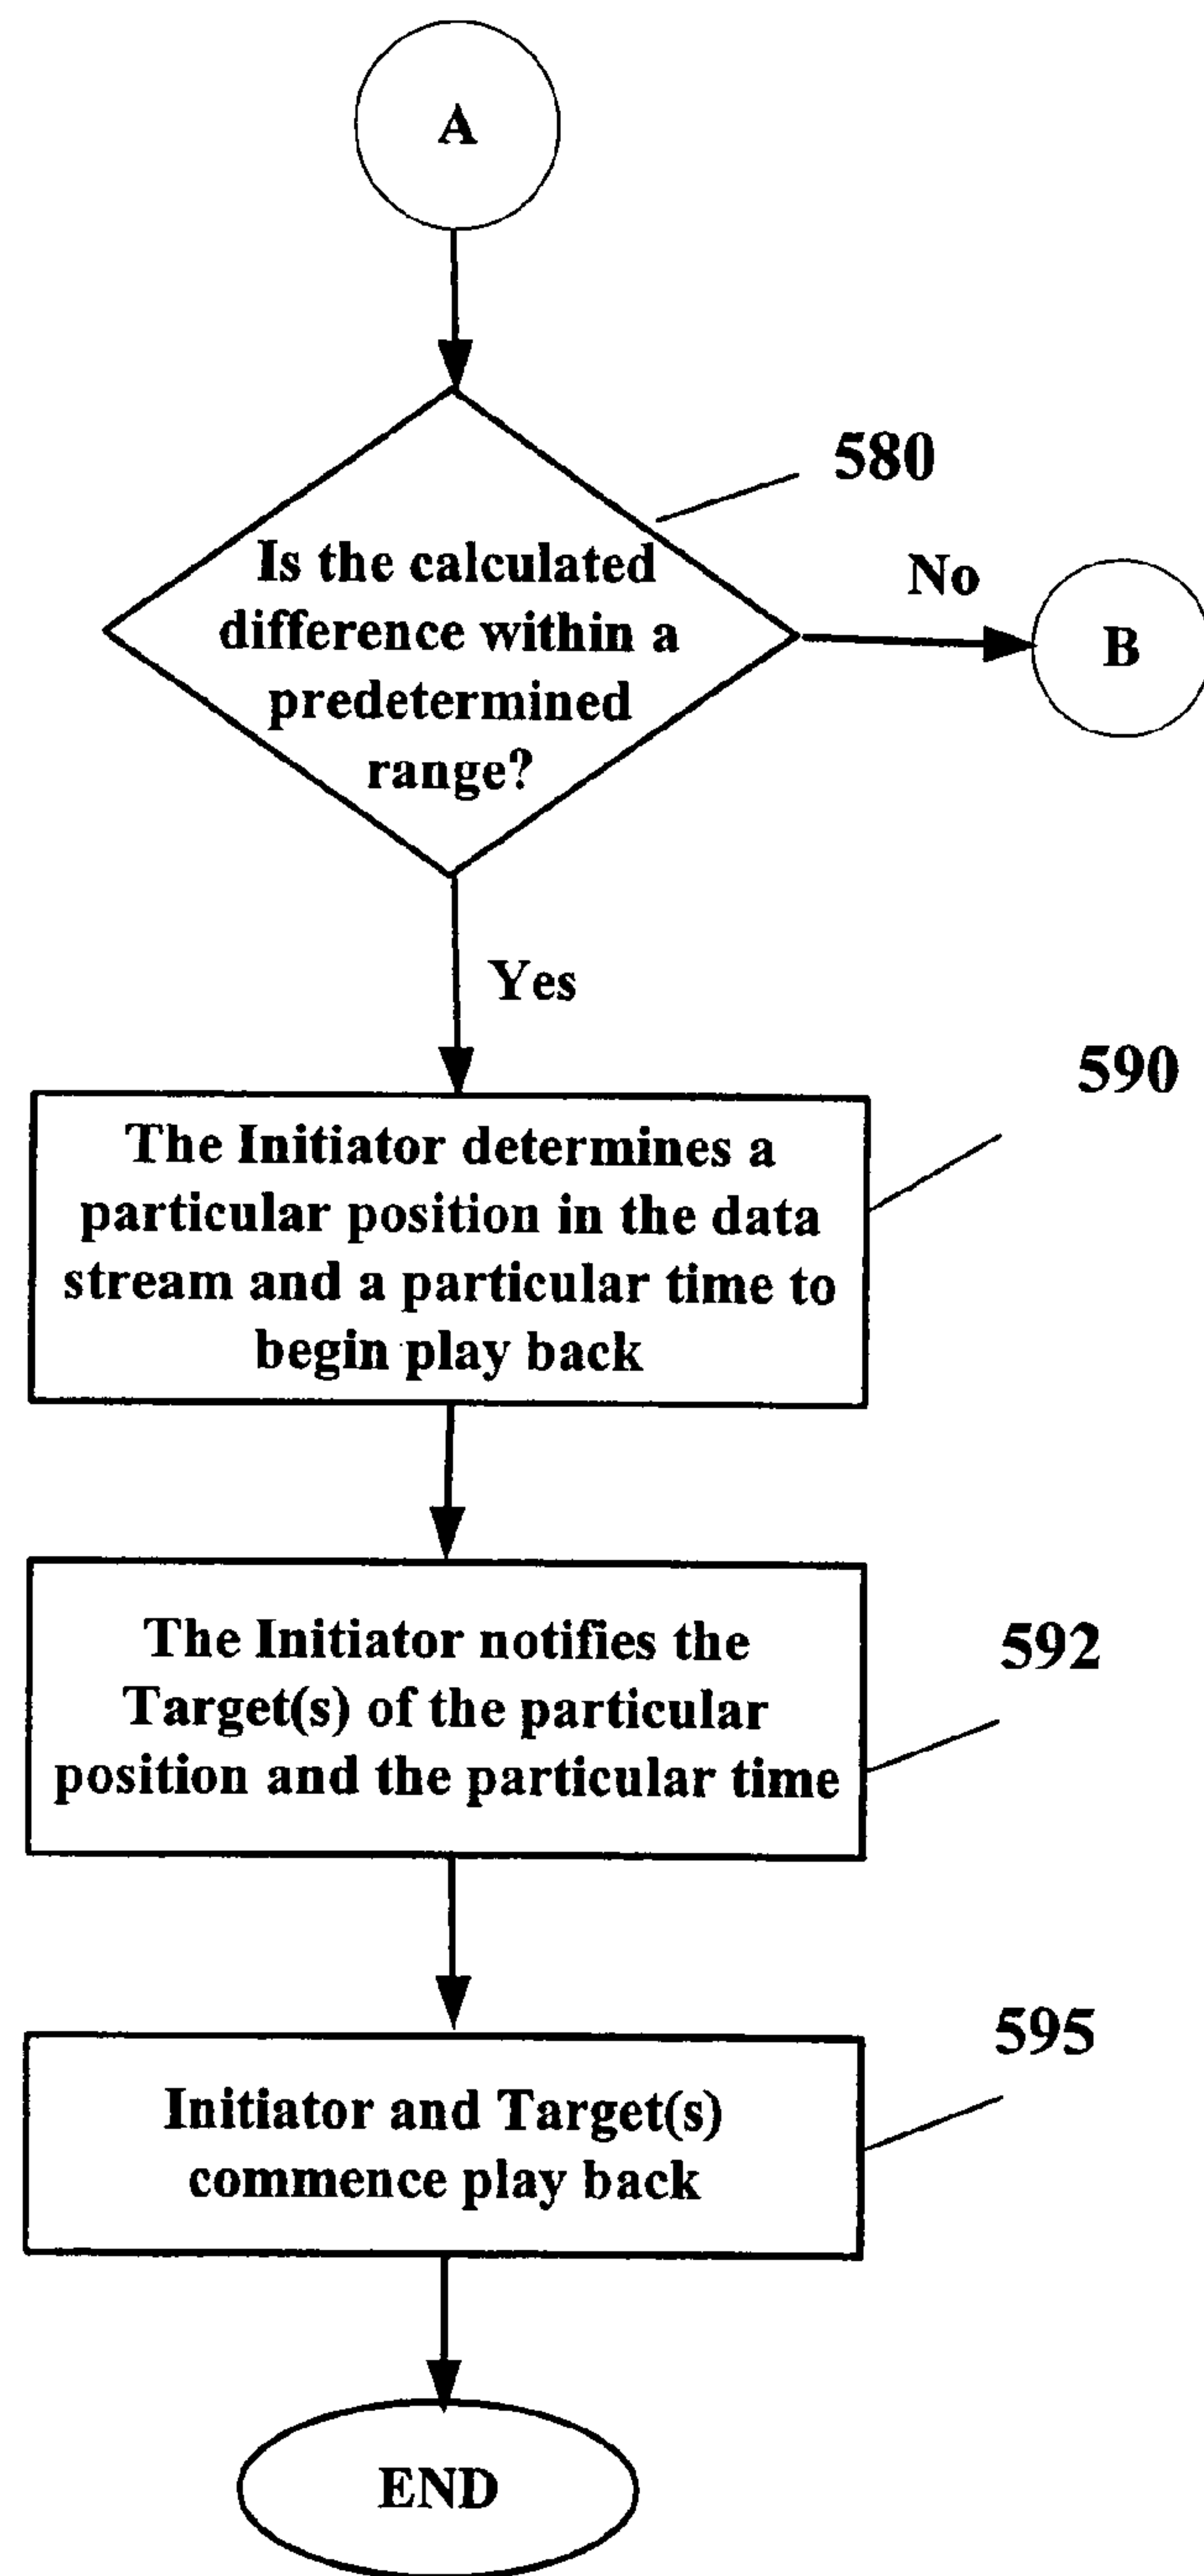 A
580
Is the calculated
difference within a
predetermined
range?
No
B
Yes
590
The Initiator determines a
particular position in the data
stream and a particular time to
begin play back
592
The Initiator notifies the
Target(s) of the particular
position and the particular time
595
Initiator and Target(s)
commence play back
END